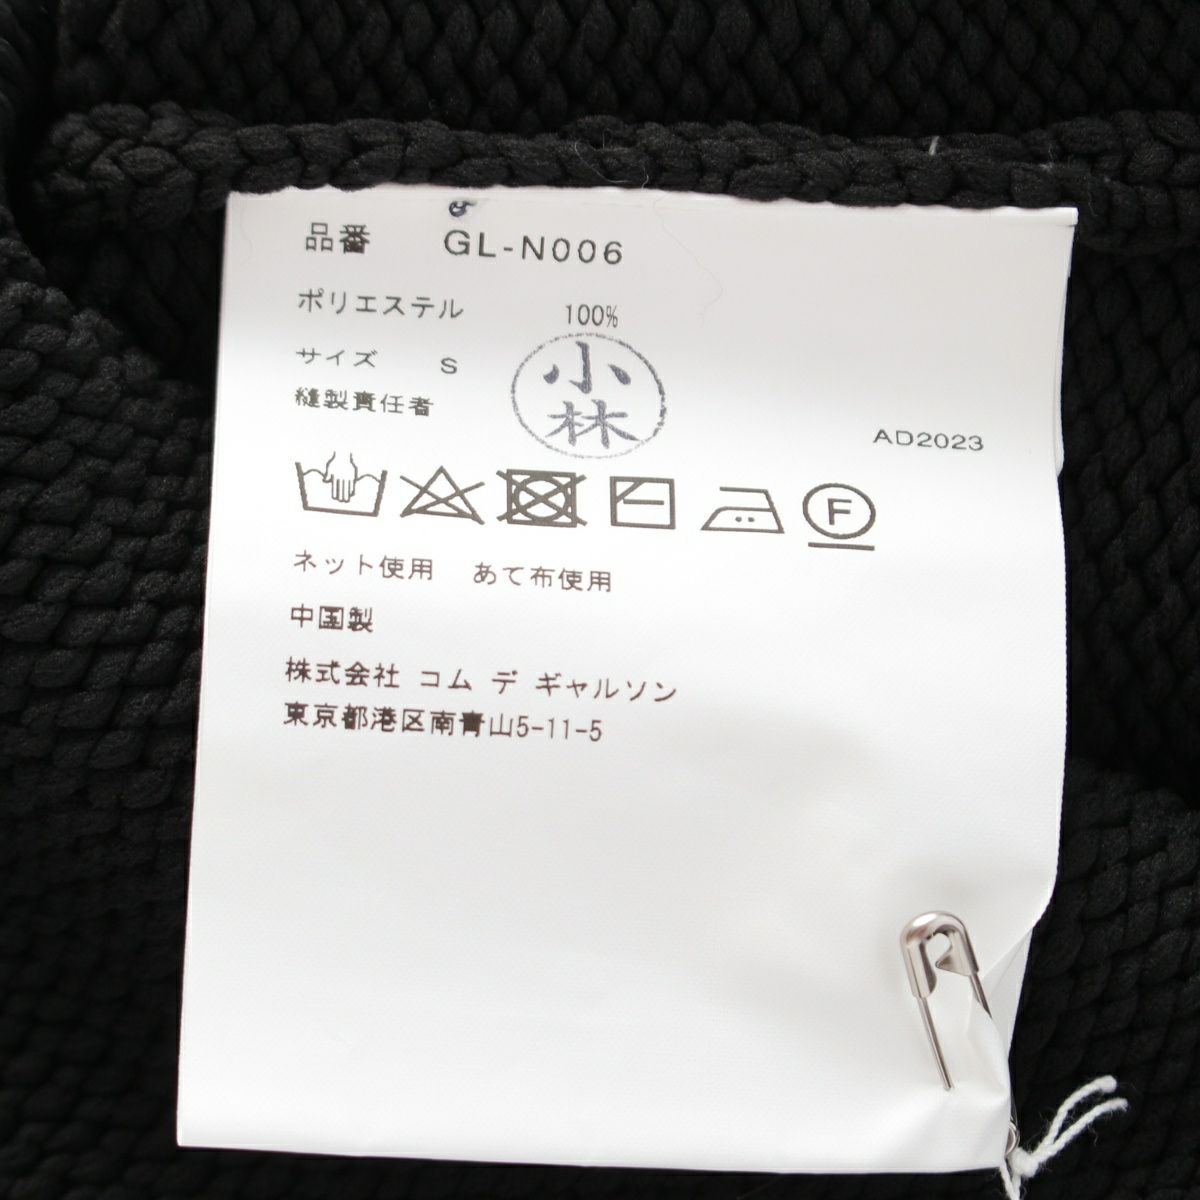 品番 GL-N006
ポリエステル 100%
サイズ S
小林
縫製責任者
AD2023
F
ネット使用 あて布使用
中国製
株式会社 コム デ ギャルソン
東京都港区南青山5-11-5